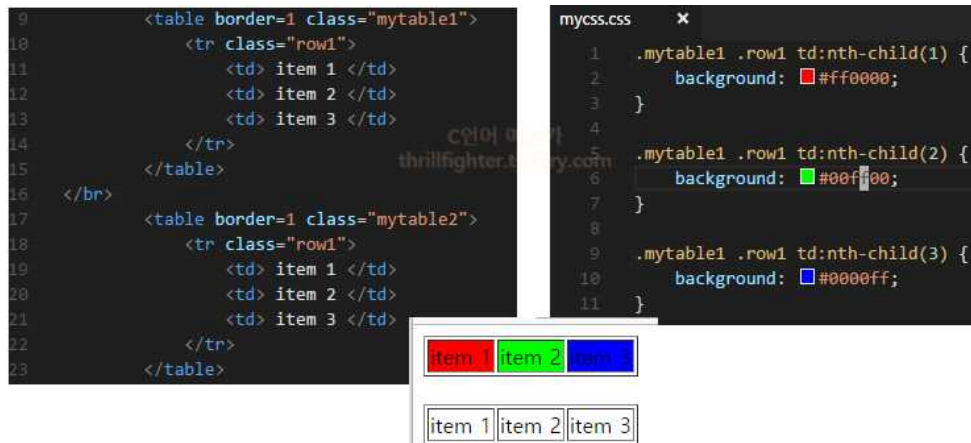 9 <table border=1 class="mytable1">
10 <tr class="row1">
11 <td> item 1 </td>
12 <td> item 2 </td>
13 <td> item 3 </td>
14 </tr>
15 </table>
16 </br>
17 <table border=1 class="mytable2">
18 <tr class="row1">
19 <td> item 1 </td>
20 <td> item 2 </td>
21 <td> item 3 </td>
22 </tr>
23 </table>
C언어
mycss.css ×
1 .mytable1 .row1 td:nth-child(1) {
2 background: #ff0000;
3 }
4
5 .mytable1 .row1 td:nth-child(2) {
6 background: #00ff00;
7 }
8
9 .mytable1 .row1 td:nth-child(3) {
10 background: #0000ff;
11 }
item 1 item 2 item 3
item 1 item 2 item 3